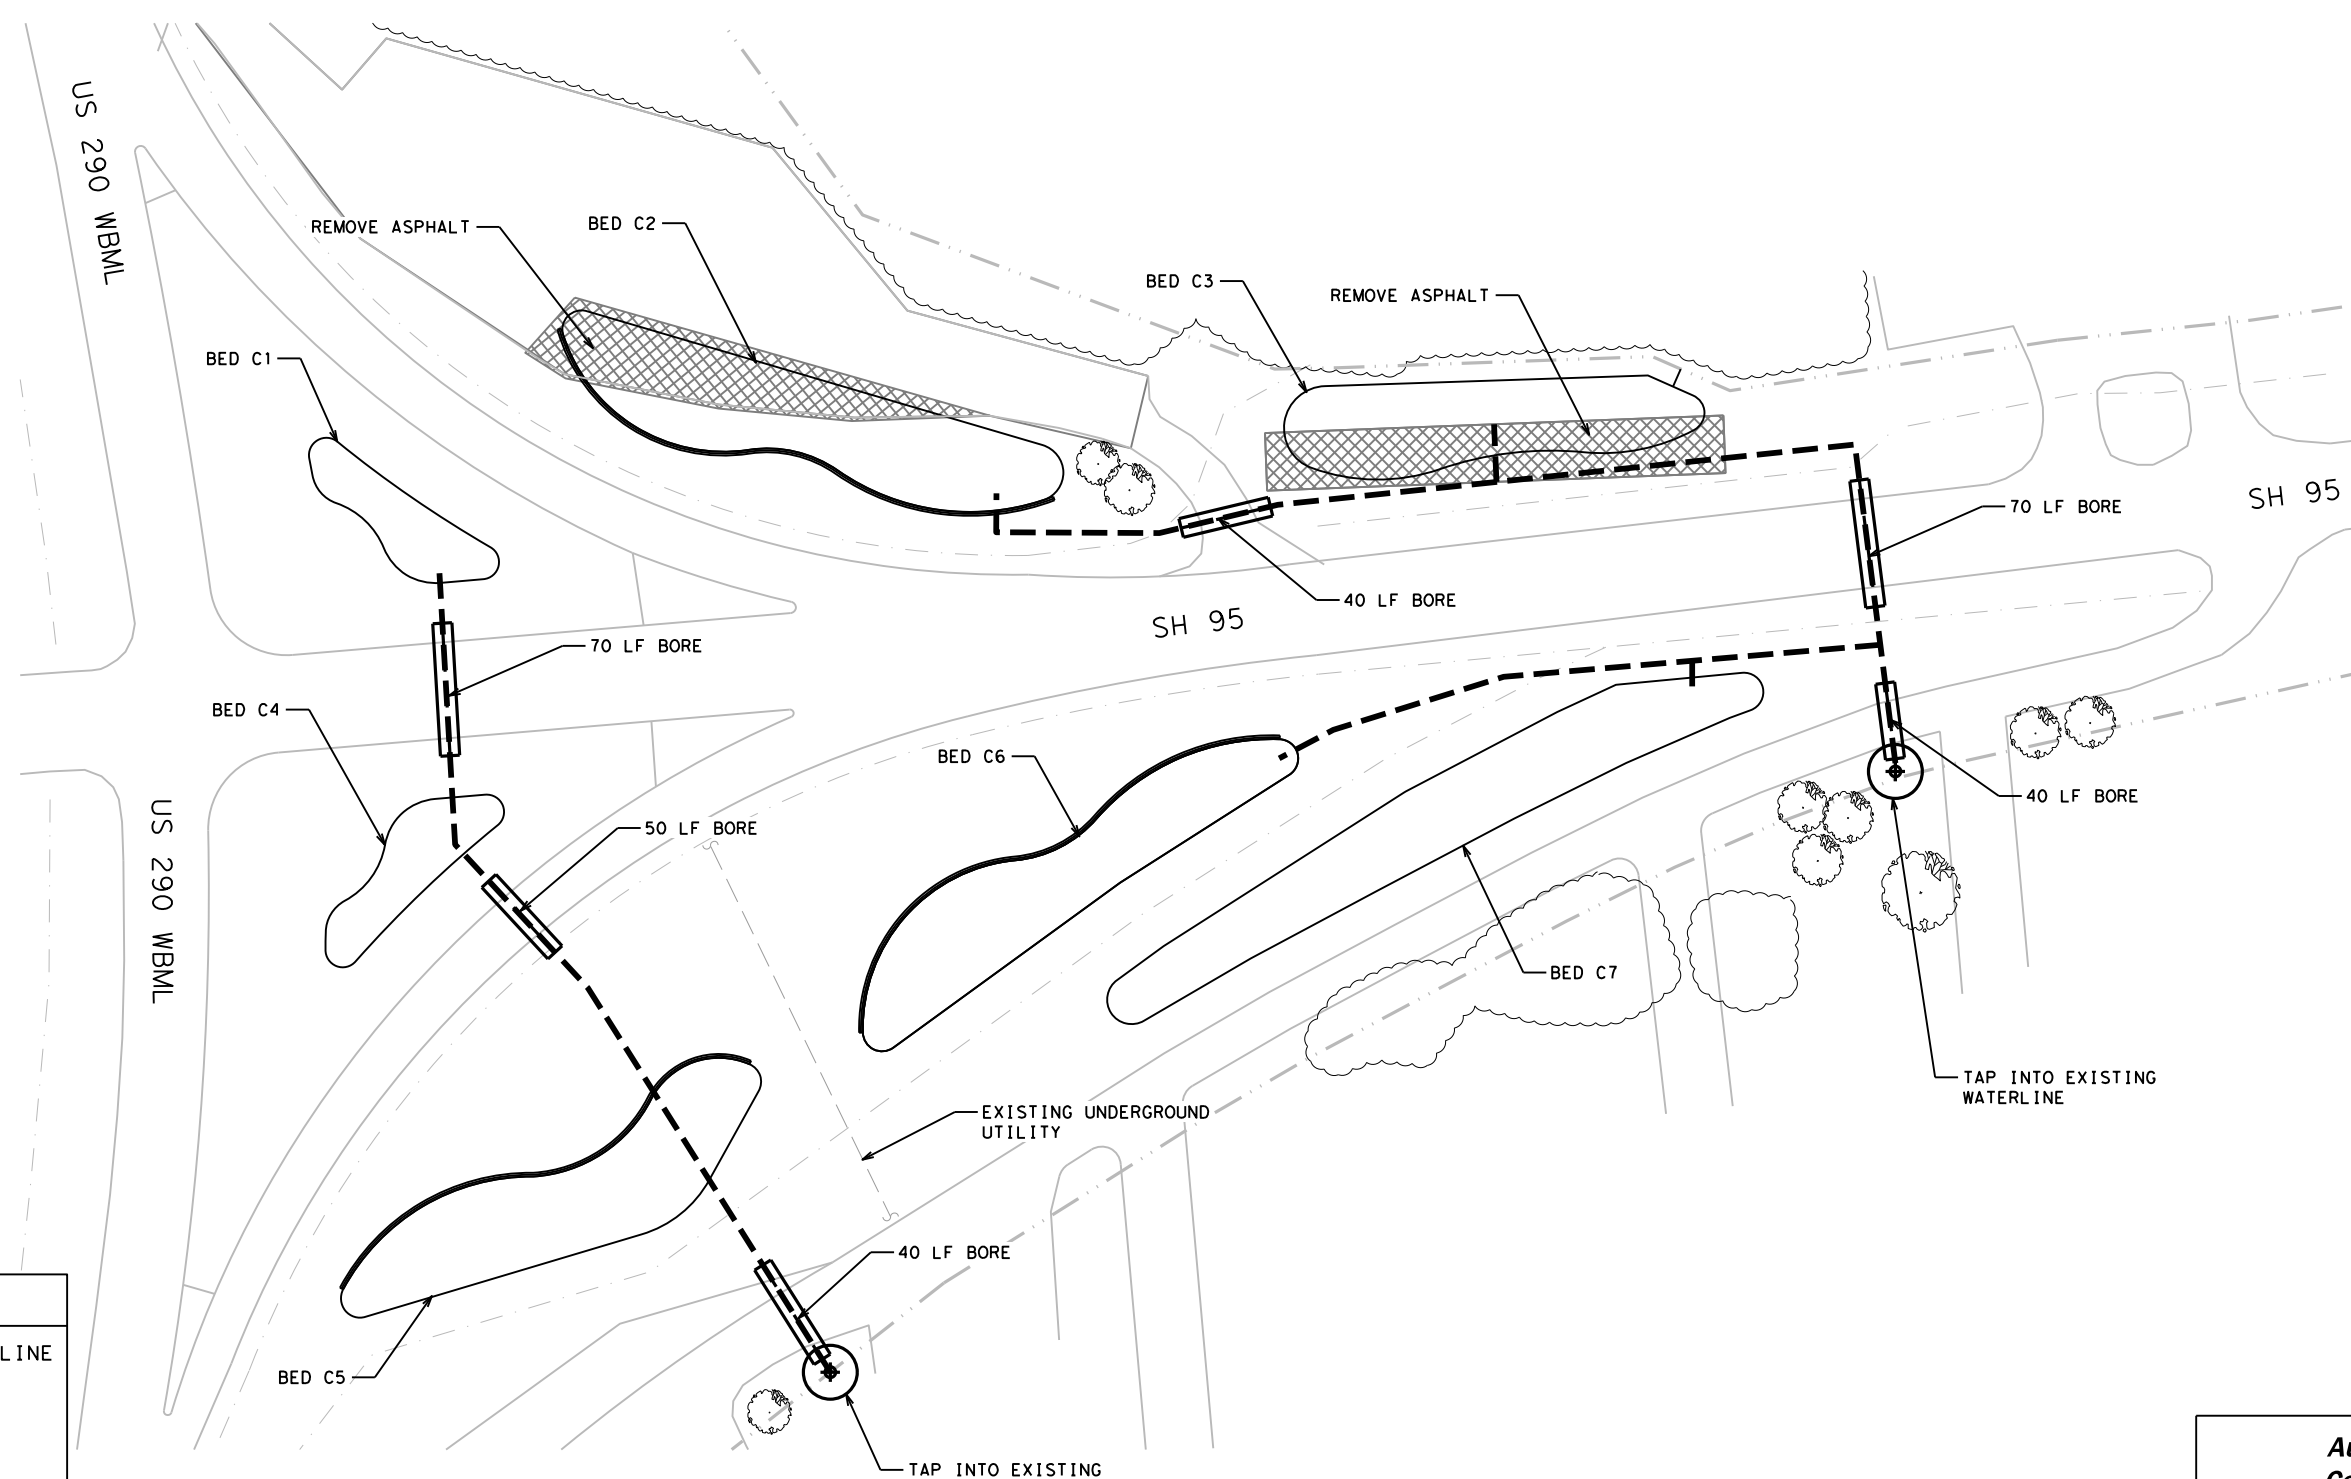 US 290 WBML
REMOVE ASPHALT
BED C2
BED C3
REMOVE ASPHALT
BED C1
SH 95
70 LF BORE
40 LF BORE
SH 95
70 LF BORE
BED C4
BED C6
40 LF BORE
US 290 WBML
50 LF BORE
BED C7
TAP INTO EXISTING
WATERLINE
EXISTING UNDERGROUND
UTILITY
40 LF BORE
LINE
BED C5
TAP INTO EXISTING